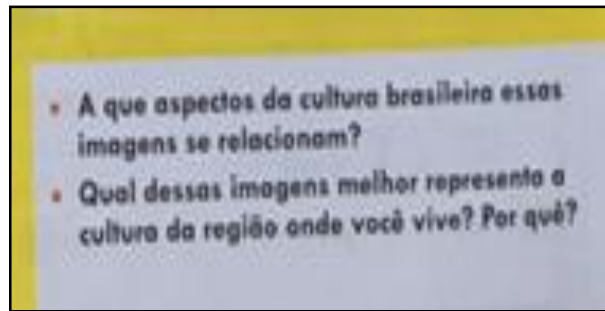 • A que aspectos da cultura brasileira essas
imagens se relacionam?
• Qual dessas imagens melhor representa a
cultura da região onde você vive? Por quê?